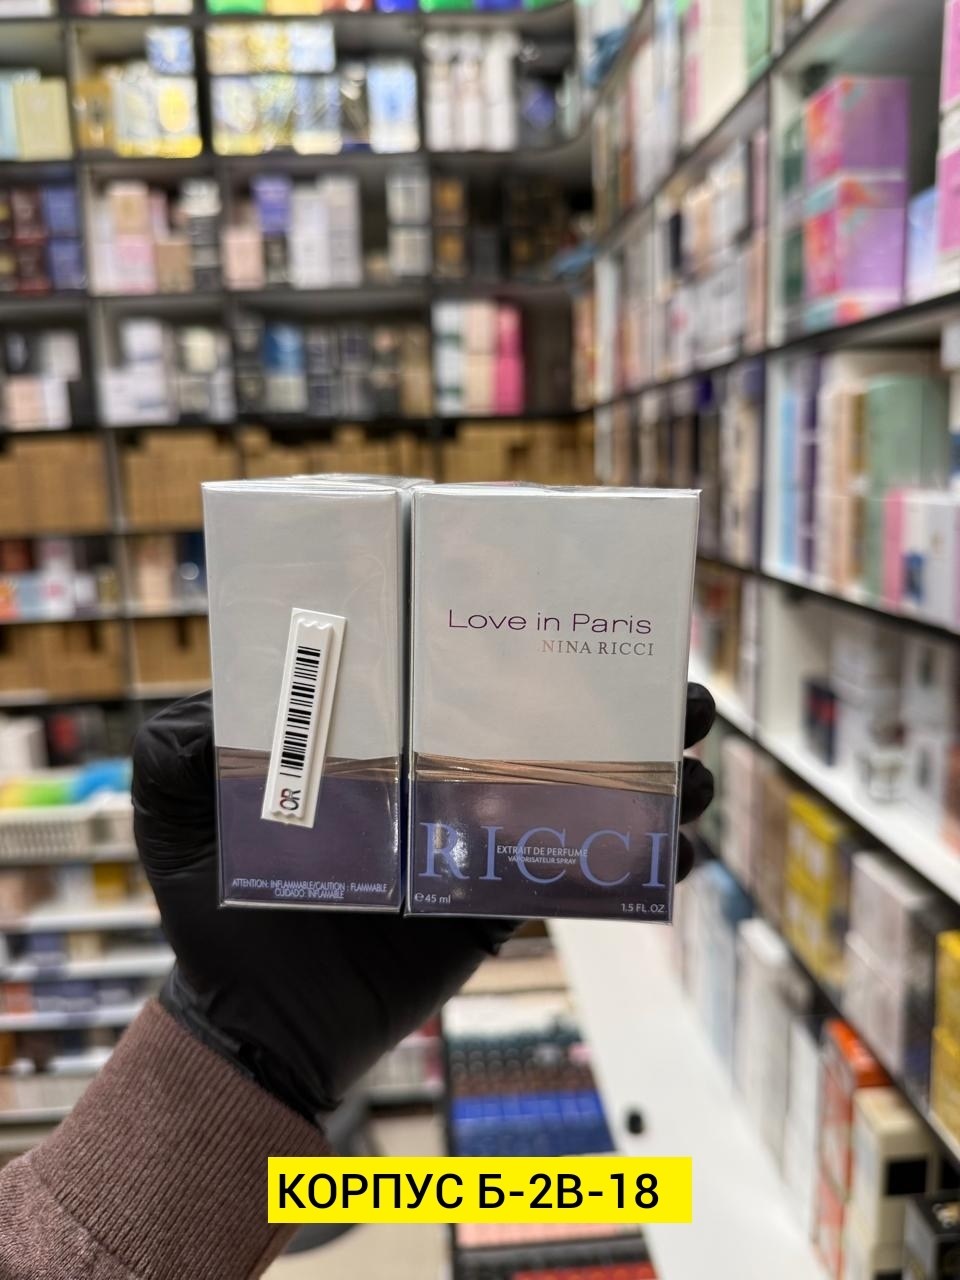 Love in Paris
NINA RICCI
RICCI
EXTRAIT DE PERFUME
VAPORISATEUR SPRAY
℮45 ml
1.5 FL.OZ.
ATTENTION: INFLAMMABLE/CAUTION : FLAMMABLE
CUIDADO: INFLAMABLE
КОРПУС Б-2В-18